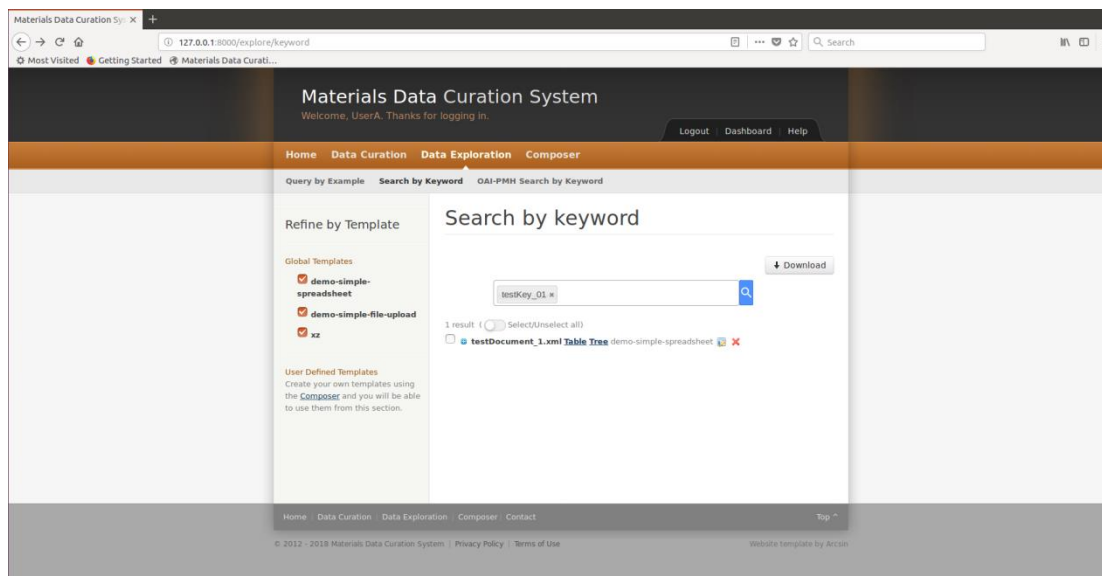 Materials Data Curation Sy
127.0.0.1:8000/explore/keyword
Search
Most Visited Getting Started Materials Data Curati...
Materials Data Curation System
Welcome, UserA. Thanks for logging in.
Logout Dashboard Help
Home Data Curation Data Exploration Composer
Query by Example Search by Keyword OAI-PMH Search by Keyword
Refine by Template
Global Templates
demo-simple-
spreadsheet
demo-simple-file-upload
xz
User Defined Templates
Create your own templates using
the Composer and you will be able
to use them from this section.
Search by keyword
Download
testKey_01 ×
1 result ( Select/Unselect all)
testDocument_1.xml Table Tree demo-simple-spreadsheet
Home | Data Curation | Data Exploration | Composer | Contact
Top ^
© 2012 - 2018 Materials Data Curation System | Privacy Policy | Terms of Use
Website template by Arcsin